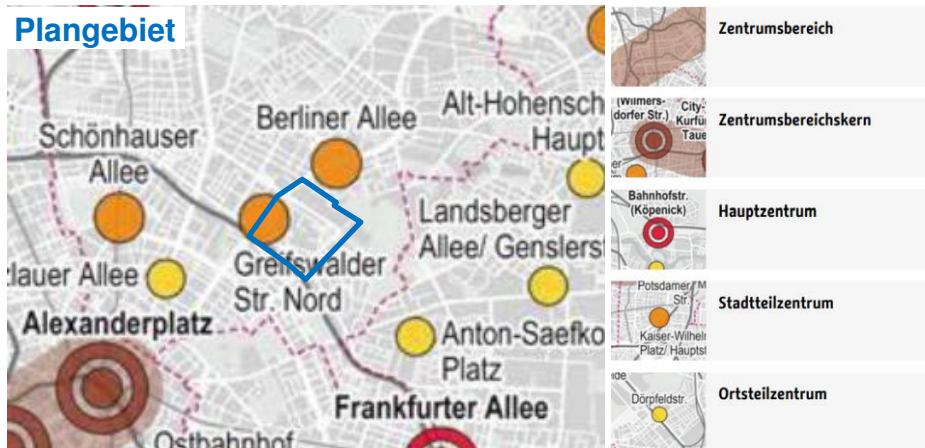 Plangebiet
Berliner Allee
Alt-Hohensch
Haupt
Schönhauser
Allee
Landsberger
Allee/ Genslerst
lauer Allee
Greifswalder
Str. Nord
Alexanderplatz
Anton-Saefko
Platz
Frankfurter Allee
Ostbahnhof
Zentrumsbereich
(Wilmers-
dorfer Str.)
City-
Kurfü
Taue
Zentrumsbereichskern
Bahnhofstr.
(Köpenick)
Hauptzentrum
Potsdamer
Str.
Kaiser-Wilhelm
Platz/ Hauptst
Stadtteilzentrum
Dörpfeldstr.
Ortsteilzentrum